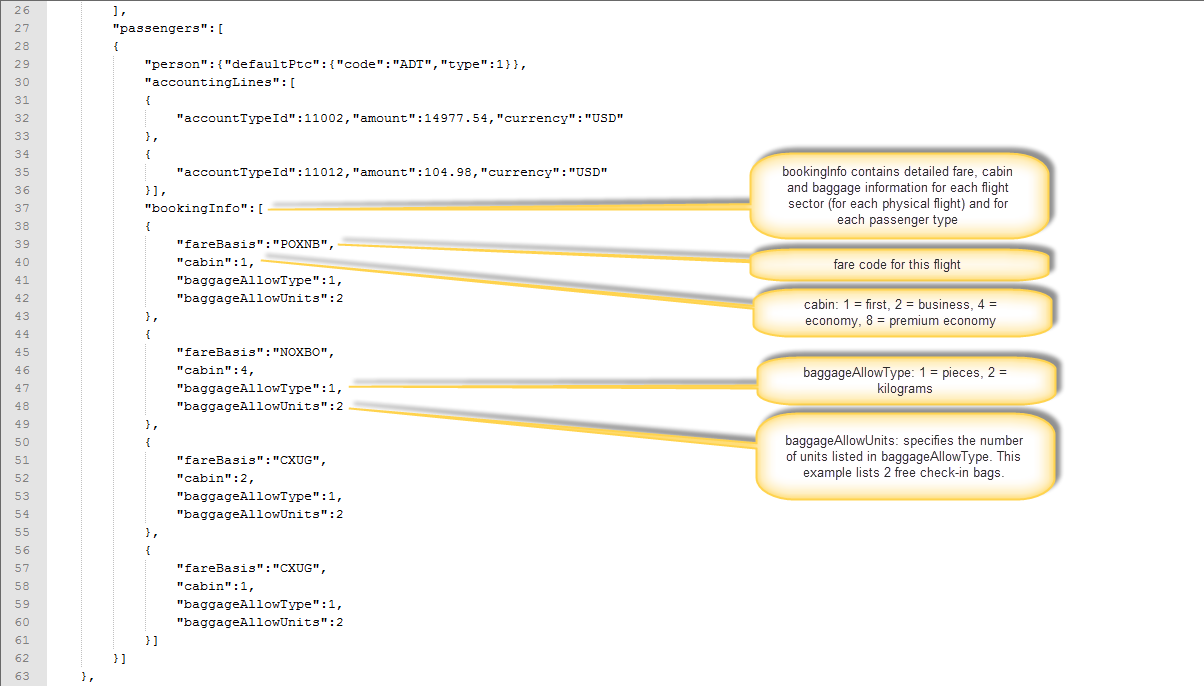 26 ],
27 "passengers":[
28 {
29 "person":{"defaultPtc":{"code":"ADT","type":1}},
30 "accountingLines":[
31 {
32 "accountTypeId":11002,"amount":14977.54,"currency":"USD"
33 },
34 {
35 "accountTypeId":11012,"amount":104.98,"currency":"USD"
36 }],
37 "bookingInfo":[
38 {
39 "fareBasis":"POXNB",
40 "cabin":1,
41 "baggageAllowType":1,
42 "baggageAllowUnits":2
43 },
44 {
45 "fareBasis":"NOXBO",
46 "cabin":4,
47 "baggageAllowType":1,
48 "baggageAllowUnits":2
49 },
50 {
51 "fareBasis":"CXUG",
52 "cabin":2,
53 "baggageAllowType":1,
54 "baggageAllowUnits":2
55 },
56 {
57 "fareBasis":"CXUG",
58 "cabin":1,
59 "baggageAllowType":1,
60 "baggageAllowUnits":2
61 }]
62 }]
63 },
bookingInfo contains detailed fare, cabin
and baggage information for each flight
sector (for each physical flight) and for
each passenger type
fare code for this flight
cabin: 1 = first, 2 = business, 4 =
economy, 8 = premium economy
baggageAllowType: 1 = pieces, 2 =
kilograms
baggageAllowUnits: specifies the number
of units listed in baggageAllowType. This
example lists 2 free check-in bags.